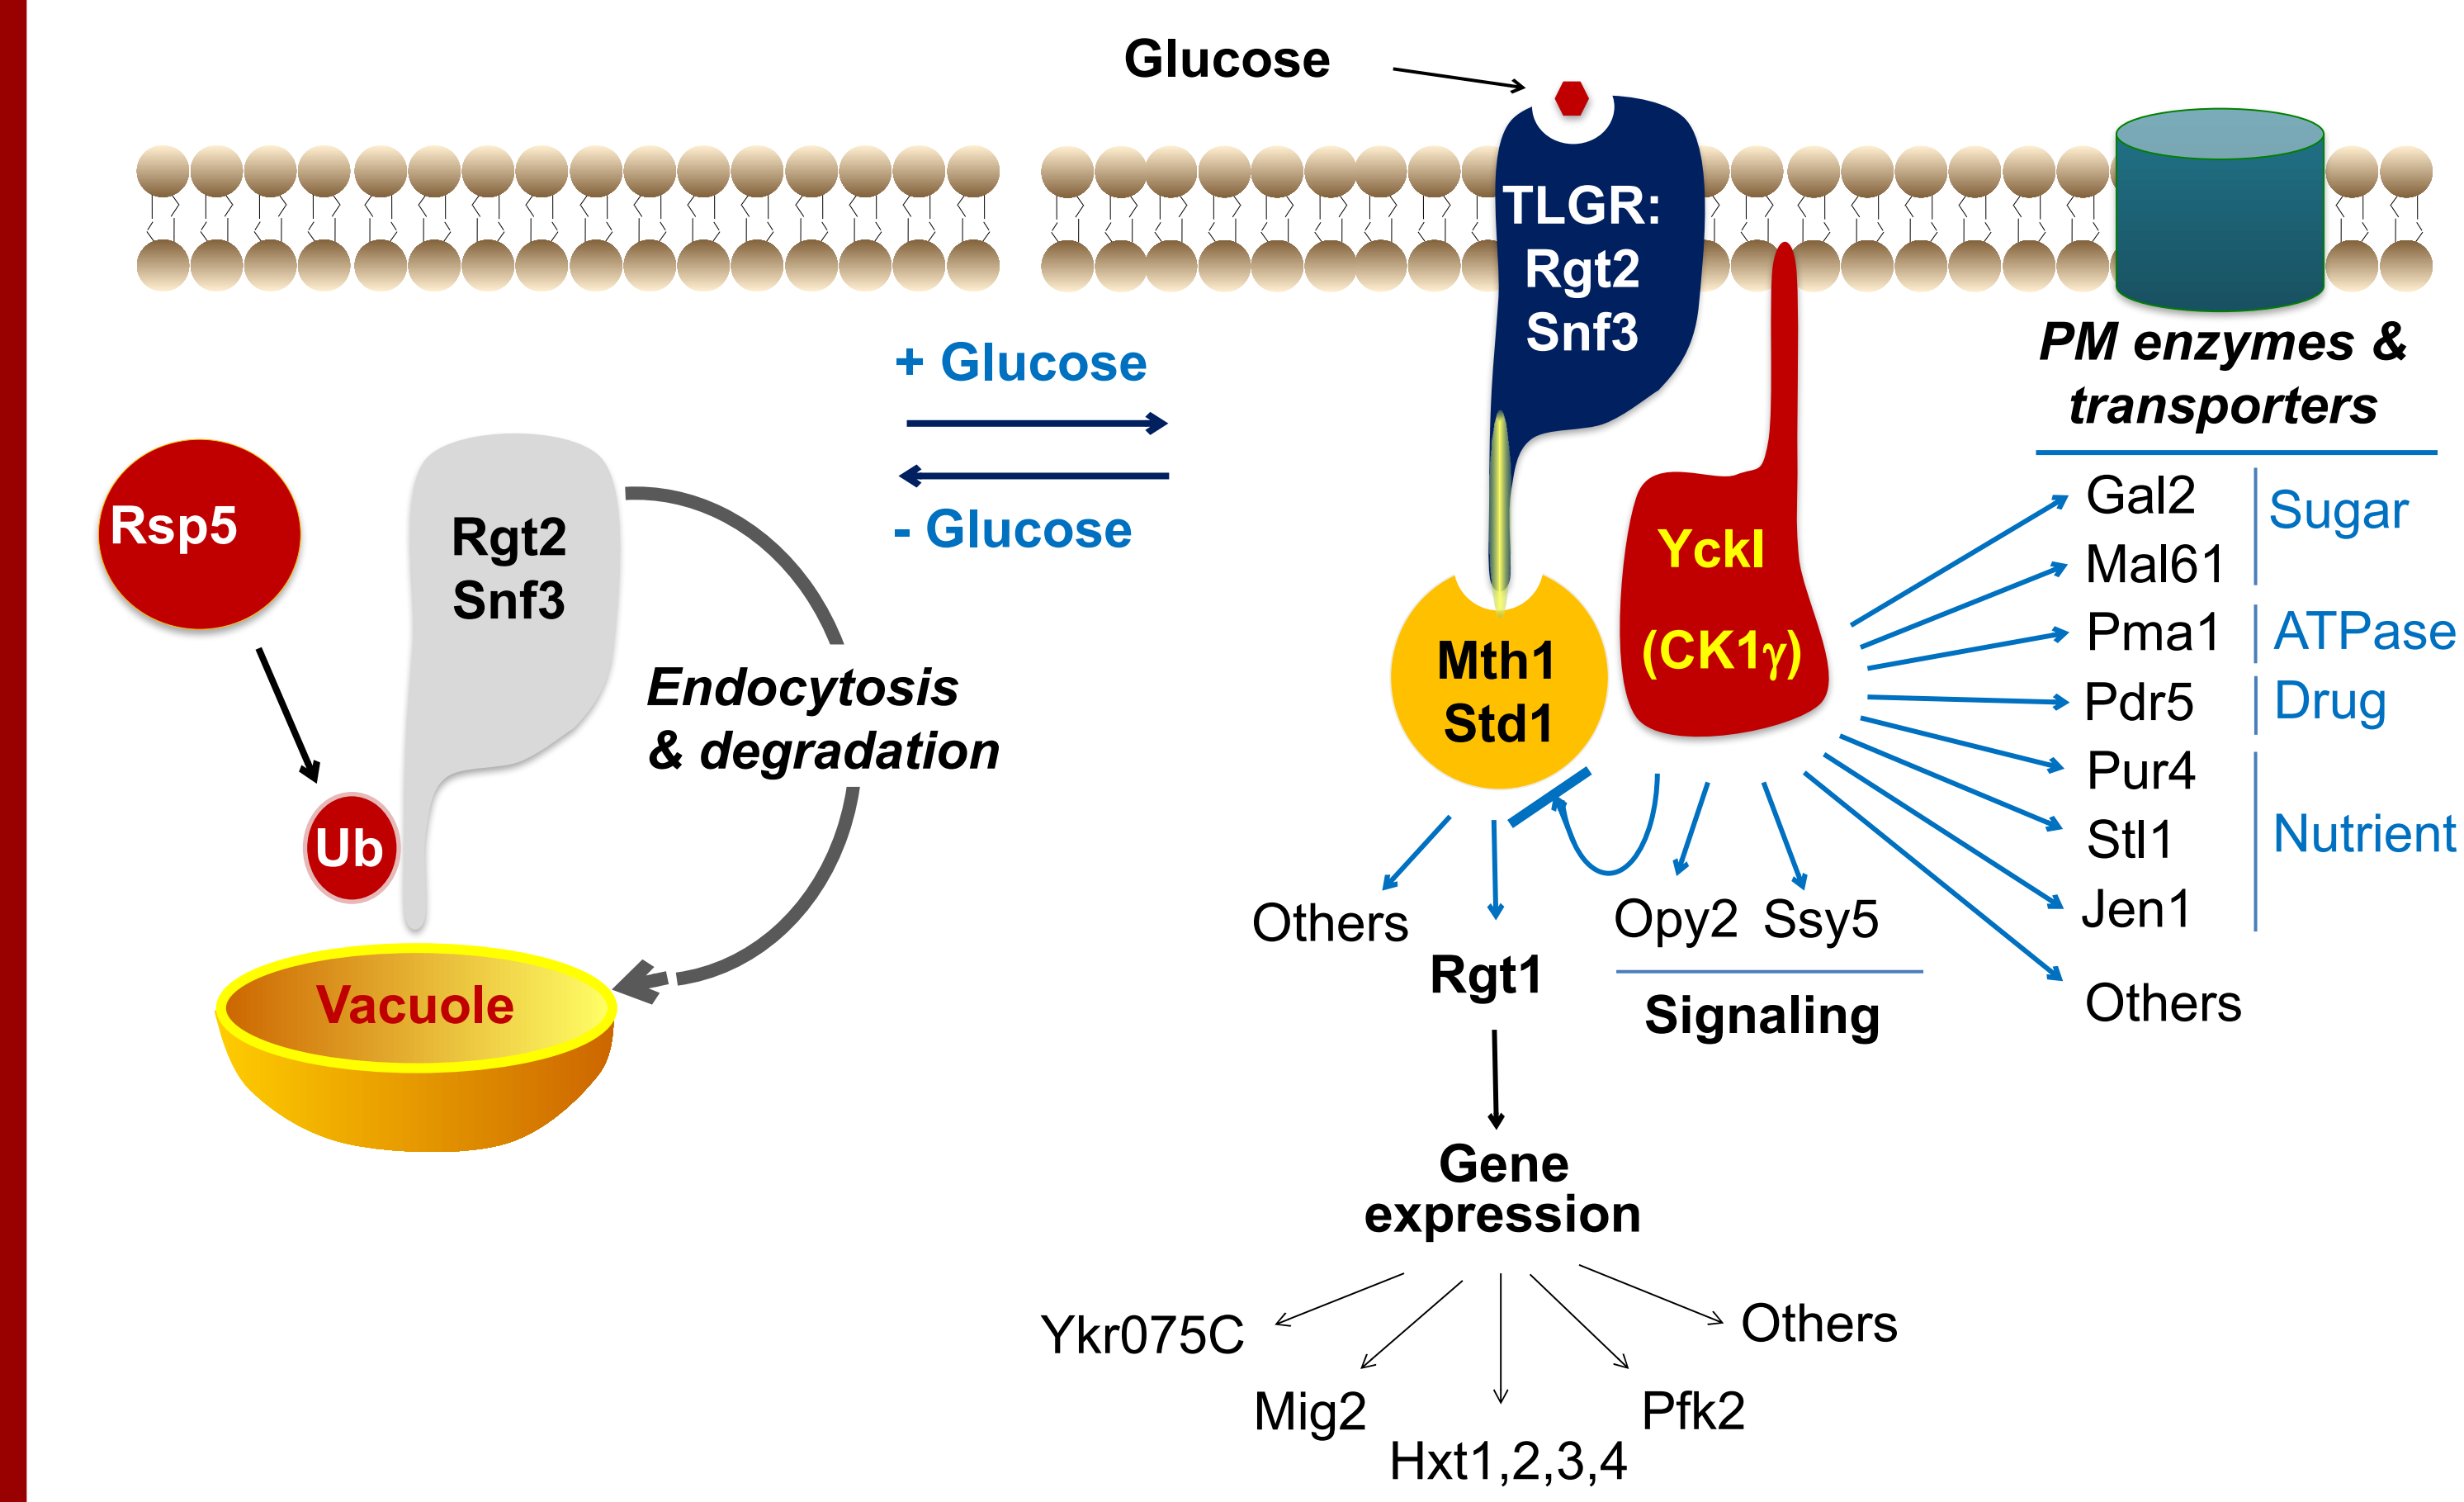 Glucose
TLGR:
Rgt2
Snf3
+ Glucose
- Glucose
PM enzymes &
transporters
Rsp5
Rgt2
Snf3
Endocytosis
& degradation
Ub
Vacuole
YckI
(CK1γ)
Mth1
Std1
Gal2
Mal61
Sugar
Pma1
ATPase
Pdr5
Drug
Pur4
Stl1
Jen1
Nutrient
Others
Others
Rgt1
Opy2 Ssy5
Signaling
Gene
expression
Ykr075C
Mig2
Hxt1,2,3,4
Pfk2
Others